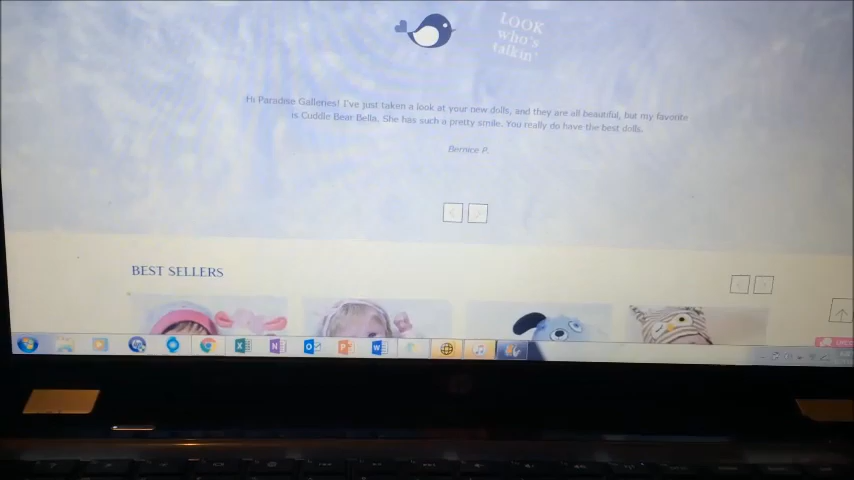 LOOK
who's
talkin'
Hi Paradise Galleries! I've just taken a look at your new dolls, and they are all beautiful, but my favorite
is Cuddle Bear Bella. She has such a pretty smile. You really do have the best dolls.
Bernice P.
BEST SELLERS